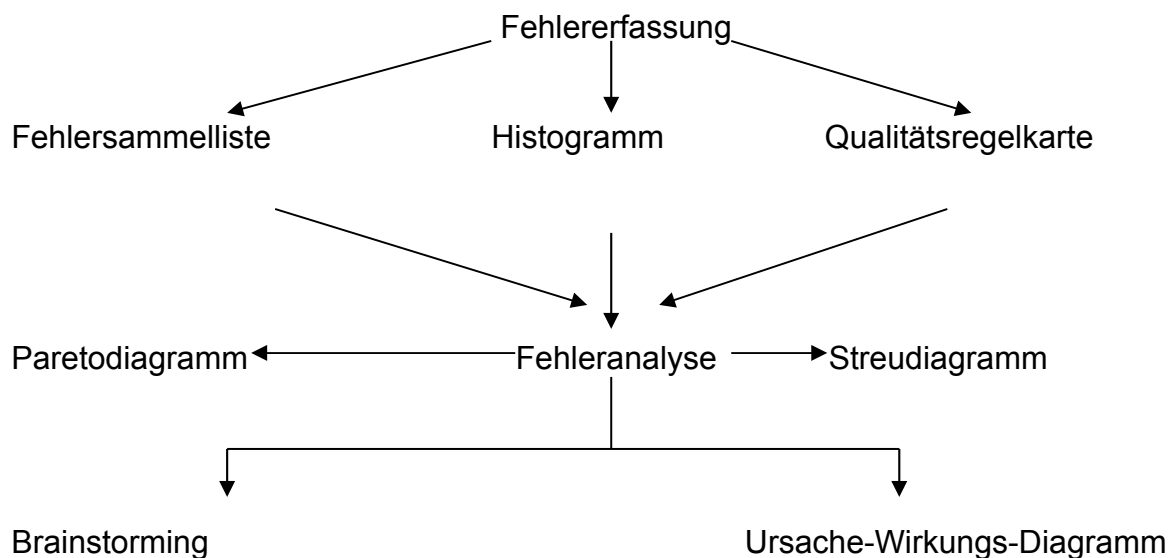 Fehlererfassung
Fehlersammelliste Histogramm Qualitätsregelkarte
Paretodiagramm Fehleranalyse Streudiagramm
Brainstorming Ursache-Wirkungs-Diagramm